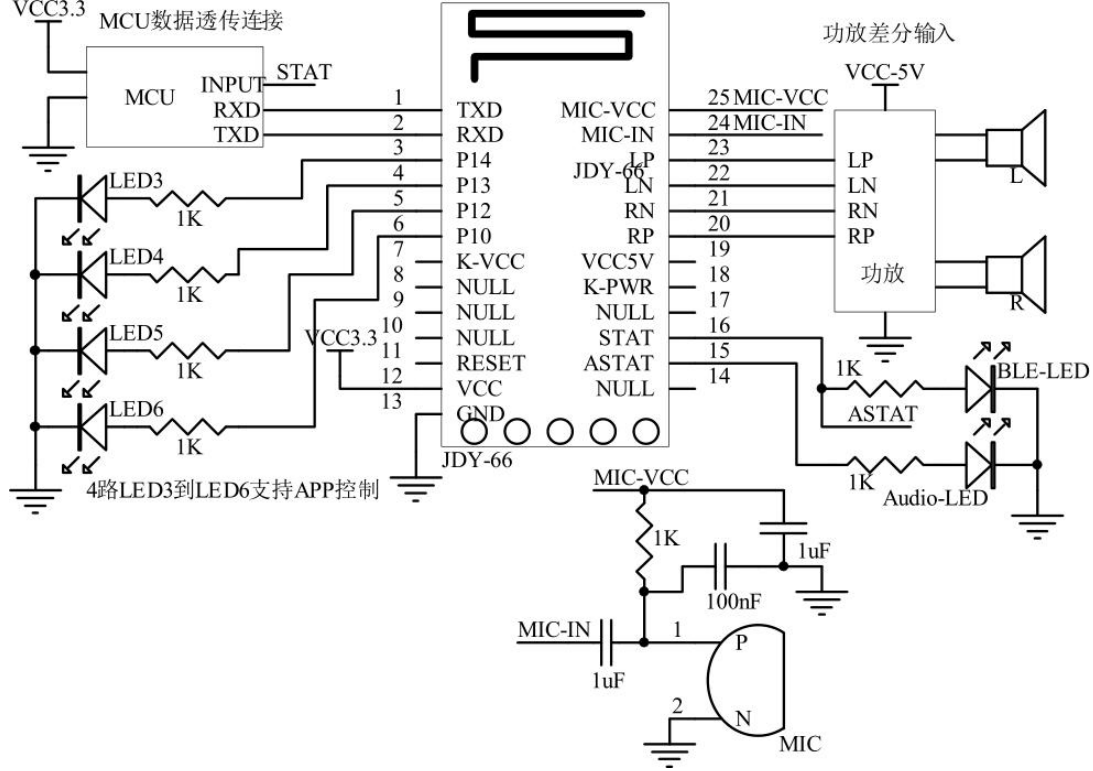 VCC3.3
MCU数据透传连接
MCU
INPUT
STAT
RXD
TXD
1
2
3
4
5
6
7
8
9
10
11
12
13
TXD
RXD
P14
P13
P12
P10
K-VCC
NULL
NULL
NULL
RESET
VCC
GND
JDY-66
MIC-VCC
MIC-IN
LP
JDY-66
LN
RN
RP
VCC5V
K-PWR
NULL
STAT
ASTAT
NULL
25 MIC-VCC
24 MIC-IN
23
22
21
20
19
18
17
16
15
14
功放差分输入
VCC-5V
LP
LN
RN
RP
功放
L
R
LED3
1K
LED4
1K
LED5
1K
LED6
1K
VCC3.3
4路LED3到LED6支持APP控制
1K
BLE-LED
ASTAT
1K
Audio-LED
MIC-VCC
1K
1uF
100nF
MIC-IN
1uF
1
P
2
N
MIC